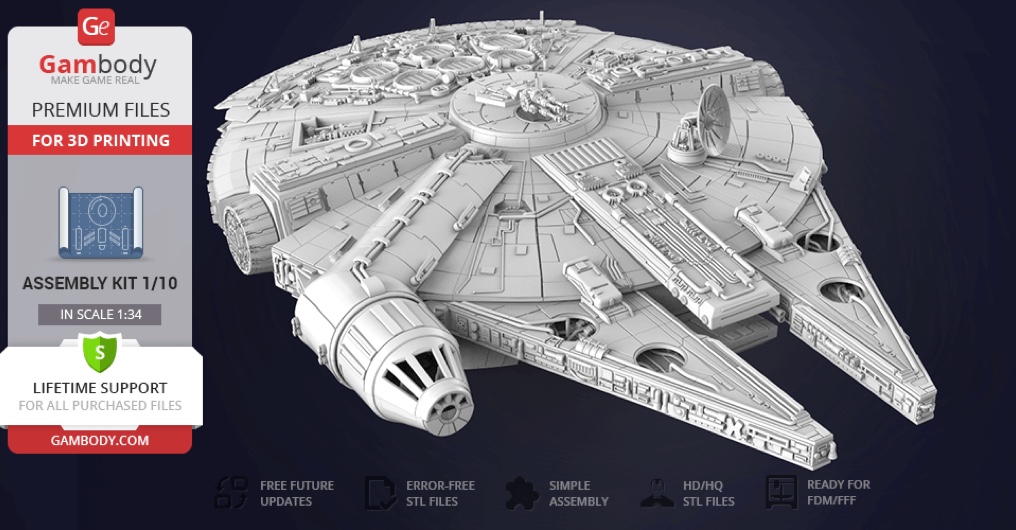 Ge
Gambody
MAKE GAME REAL
PREMIUM FILES
FOR 3D PRINTING
ASSEMBLY KIT 1/10
IN SCALE 1:34
S
LIFETIME SUPPORT
FOR ALL PURCHASED FILES
GAMBODY.COM
FREE FUTURE
UPDATES
ERROR-FREE
STL FILES
SIMPLE
ASSEMBLY
HD/HQ
STL FILES
READY FOR
FDM/FFF